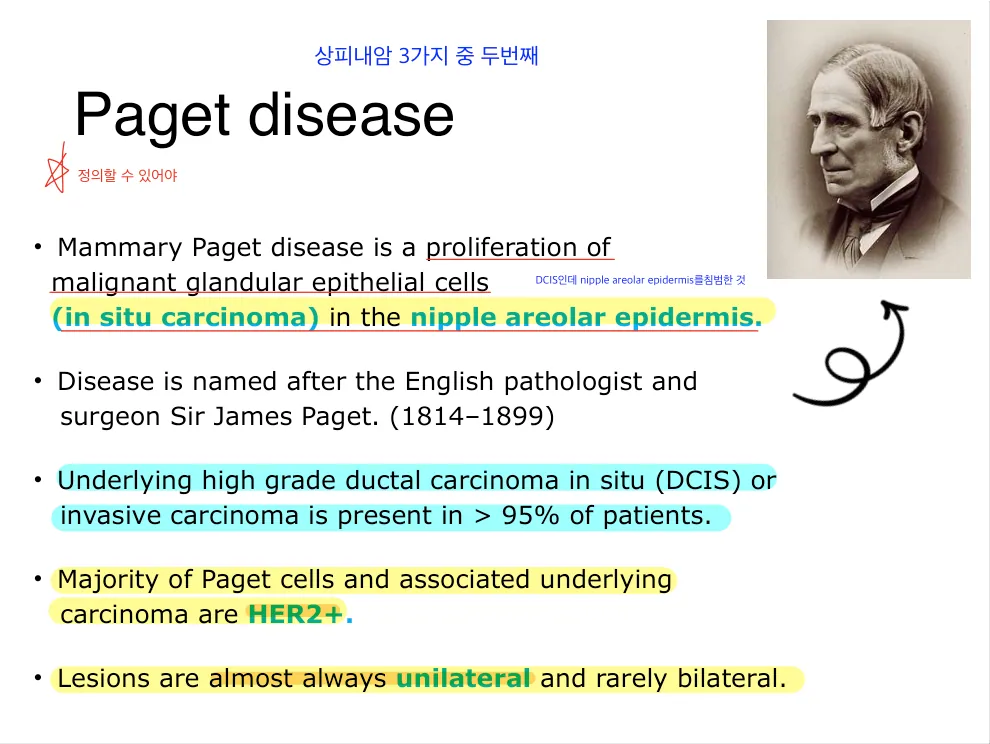 상피내암 3가지 중 두번째
Paget disease
정의할 수 있어야
• Mammary Paget disease is a proliferation of
malignant glandular epithelial cells
DCIS인데 nipple areolar epidermis를침범한 것
(in situ carcinoma) in the nipple areolar epidermis.
• Disease is named after the English pathologist and
surgeon Sir James Paget. (1814–1899)
• Underlying high grade ductal carcinoma in situ (DCIS) or
invasive carcinoma is present in > 95% of patients.
• Majority of Paget cells and associated underlying
carcinoma are HER2+.
• Lesions are almost always unilateral and rarely bilateral.